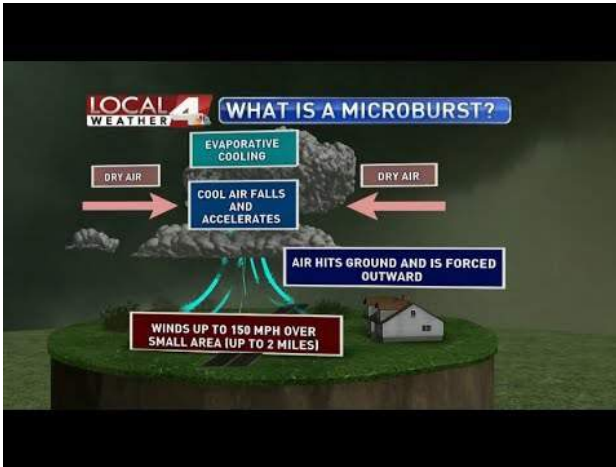 LOCAL 4
WEATHER
WHAT IS A MICROBURST?
EVAPORATIVE
COOLING
DRY AIR
DRY AIR
COOL AIR FALLS
AND
ACCELERATES
AIR HITS GROUND AND IS FORCED
OUTWARD
WINDS UP TO 150 MPH OVER
SMALL AREA (UP TO 2 MILES)